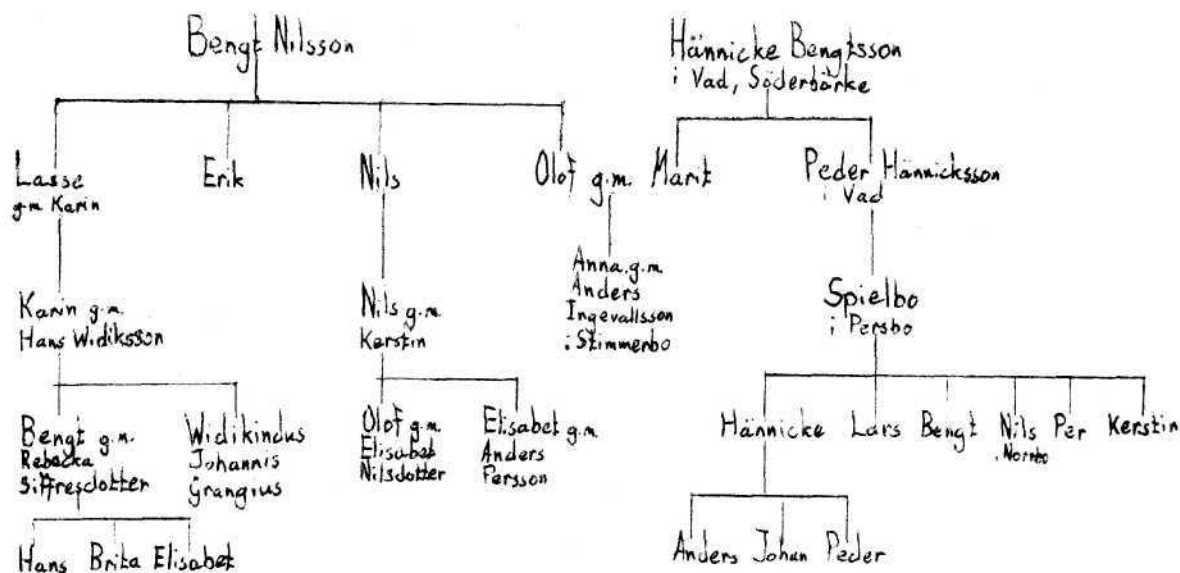 Bengt Nilsson
Hännicke Bengtsson
i Vad, Söderbärke
Lasse
g.m Karin
Erik
Nils
Olof g.m. Marit
Peder Hännicksson
i Vad
Anna g.m.
Anders
Ingevallsson
i Stimmerbo
Karin g.m.
Hans Widiksson
Nils g.m.
Kerstin
Spielbo
i Persbo
Bengt g.m.
Rebecka
Siffresdotter
Widikindus
Johannis
Grangius
Olof g.m.
Elisabet
Nilsdotter
Elisabet g.m.
Anders
Persson
Hännicke Lars Bengt Nils Per Kerstin
i Nornbo
Hans Brita Elisabet
Anders Johan Peder